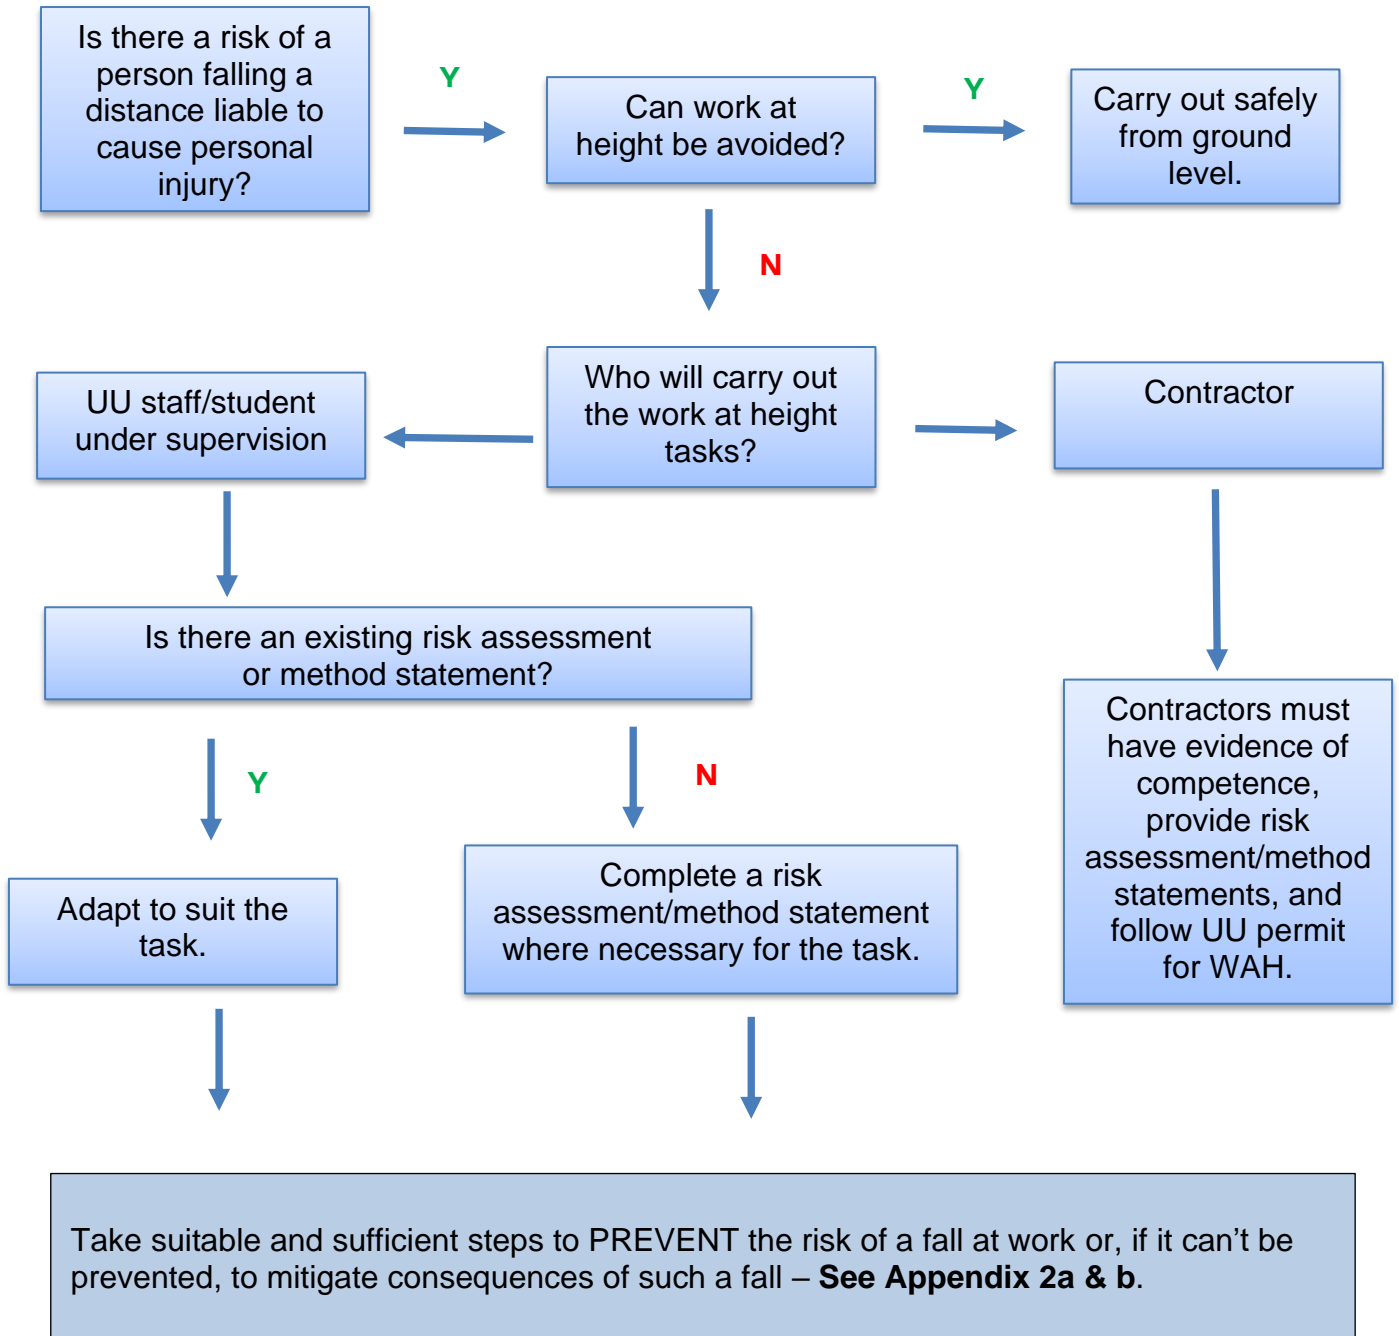 Is there a risk of a
person falling a
distance liable to
cause personal
injury?
Y
Can work at
height be avoided?
Y
Carry out safely
from ground
level.
N
Who will carry out
the work at height
tasks?
UU staff/student
under supervision
Contractor
Is there an existing risk assessment
or method statement?
Y
N
Adapt to suit the
task.
Complete a risk
assessment/method statement
where necessary for the task.
Contractors must
have evidence of
competence,
provide risk
assessment/method
statements, and
follow UU permit
for WAH.
Take suitable and sufficient steps to PREVENT the risk of a fall at work or, if it can’t be
prevented, to mitigate consequences of such a fall – See Appendix 2a & b.